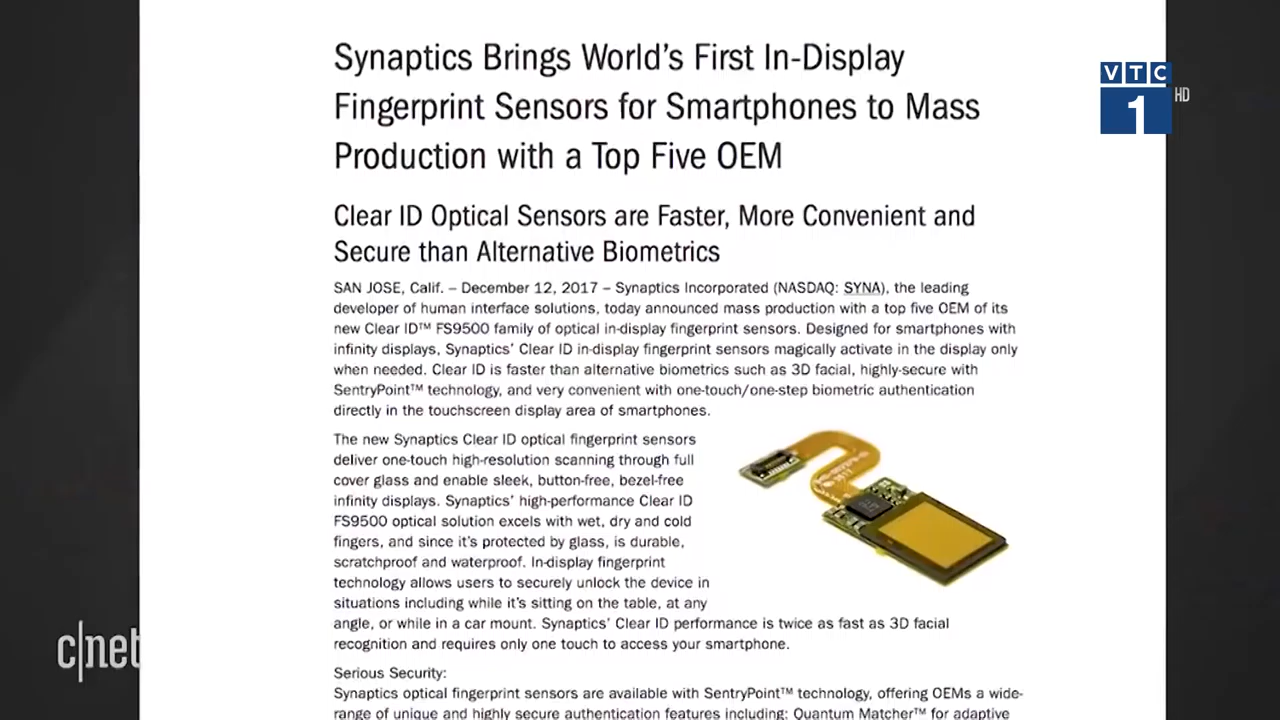 Synaptics Brings World's First In-Display
Fingerprint Sensors for Smartphones to Mass
Production with a Top Five OEM
Clear ID Optical Sensors are Faster, More Convenient and
Secure than Alternative Biometrics
SAN JOSE, Calif. – December 12, 2017 – Synaptics Incorporated (NASDAQ: SYNA), the leading
developer of human interface solutions, today announced mass production with a top five OEM of its
new Clear ID™ FS9500 family of optical in-display fingerprint sensors. Designed for smartphones with
infinity displays, Synaptics' Clear ID in-display fingerprint sensors magically activate in the display only
when needed. Clear ID is faster than alternative biometrics such as 3D facial, highly-secure with
SentryPoint™ technology, and very convenient with one-touch/one-step biometric authentication
directly in the touchscreen display area of smartphones.
The new Synaptics Clear ID optical fingerprint sensors
deliver one-touch high-resolution scanning through full
cover glass and enable sleek, button-free, bezel-free
infinity displays. Synaptics' high-performance Clear ID
FS9500 optical solution excels with wet, dry and cold
fingers, and since it's protected by glass, is durable,
scratchproof and waterproof. In-display fingerprint
technology allows users to securely unlock the device in
situations including while it's sitting on the table, at any
angle, or while in a car mount. Synaptics' Clear ID performance is twice as fast as 3D facial
recognition and requires only one touch to access your smartphone.
Serious Security:
Synaptics optical fingerprint sensors are available with SentryPoint™ technology, offering OEMs a wide-
range of unique and highly secure authentication features including: Quantum Matcher™ for adaptive
VTC
1
HD
c|net